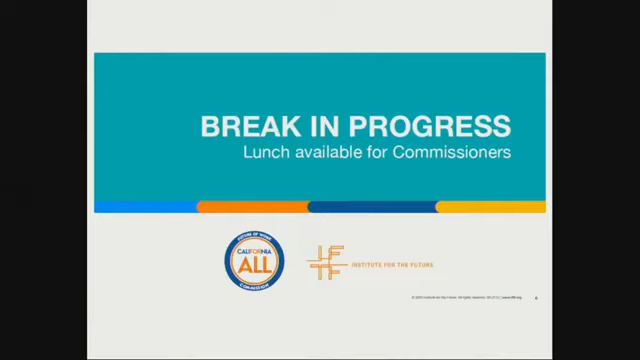 BREAK IN PROGRESS
Lunch available for Commissioners
FUTURE OF WORK
CALIFORNIA
ALL
COMMISSION
INSTITUTE FOR THE FUTURE